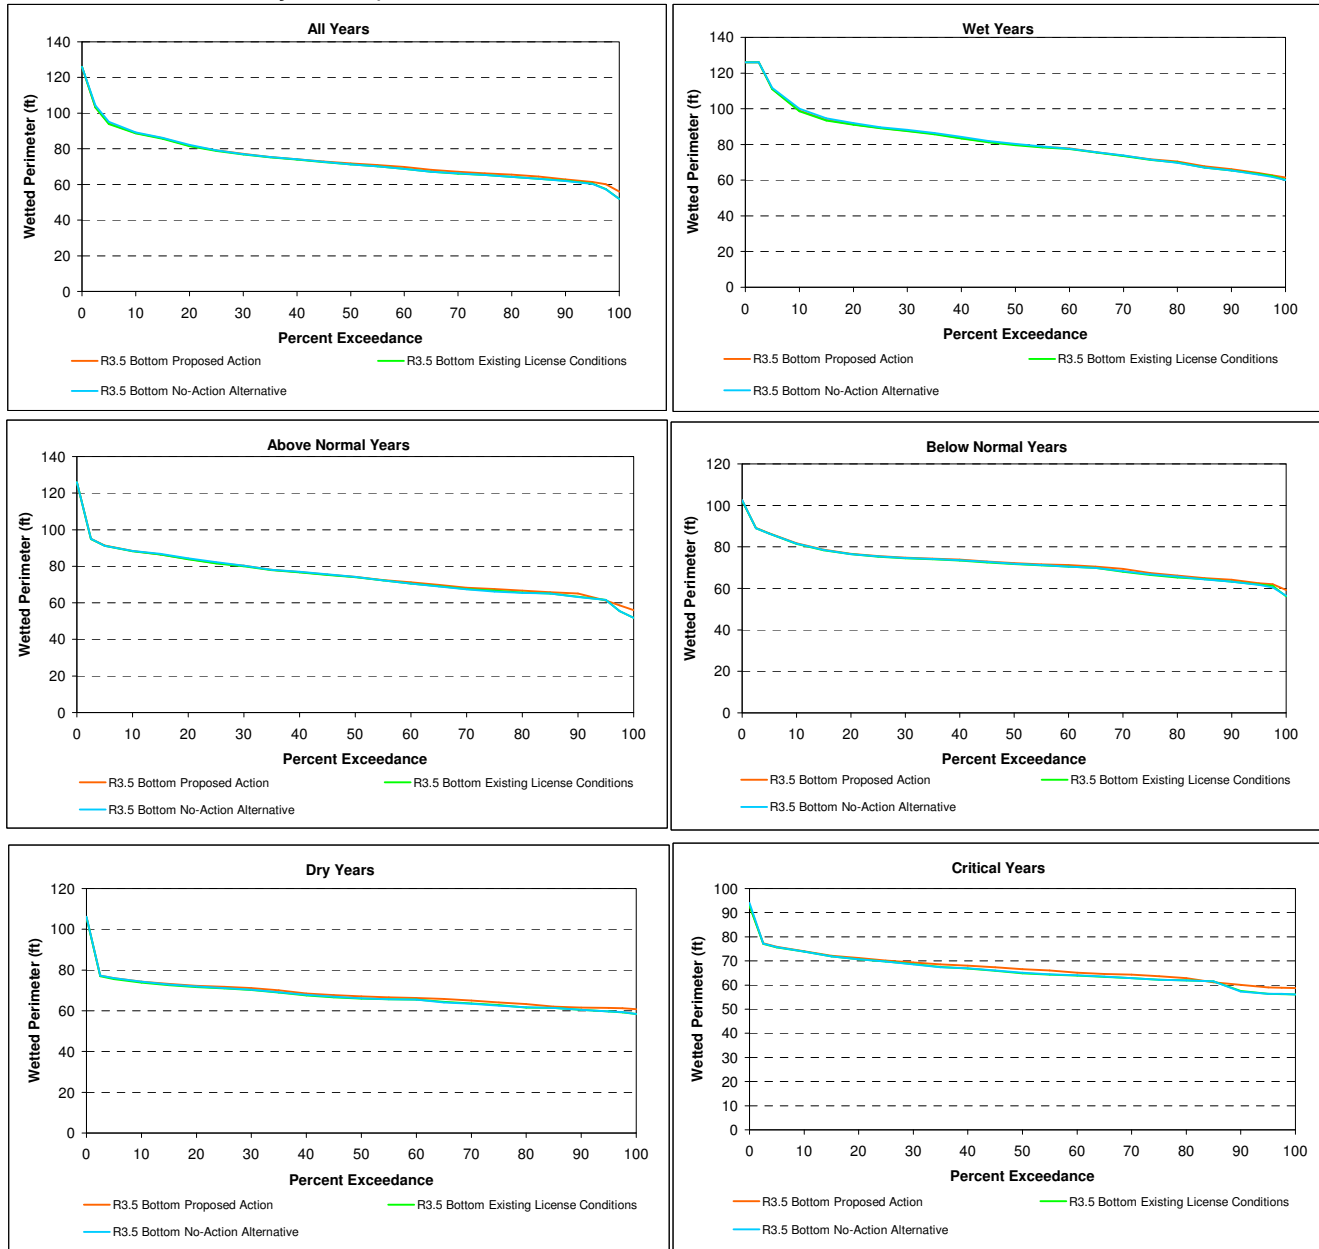 All Years
Wetted Perimeter (ft)
140
120
100
80
60
40
20
0
0 10 20 30 40 50 60 70 80 90 100
Percent Exceedance
R3.5 Bottom Proposed Action R3.5 Bottom Existing License Conditions
R3.5 Bottom No-Action Alternative
Wet Years
Wetted Perimeter (ft)
140
120
100
80
60
40
20
0
0 10 20 30 40 50 60 70 80 90 100
Percent Exceedance
R3.5 Bottom Proposed Action R3.5 Bottom Existing License Conditions
R3.5 Bottom No-Action Alternative
Above Normal Years
Wetted Perimeter (ft)
140
120
100
80
60
40
20
0
0 10 20 30 40 50 60 70 80 90 100
Percent Exceedance
R3.5 Bottom Proposed Action R3.5 Bottom Existing License Conditions
R3.5 Bottom No-Action Alternative
Below Normal Years
Wetted Perimeter (ft)
120
100
80
60
40
20
0
0 10 20 30 40 50 60 70 80 90 100
Percent Exceedance
R3.5 Bottom Proposed Action R3.5 Bottom Existing License Conditions
R3.5 Bottom No-Action Alternative
Dry Years
Wetted Perimeter (ft)
120
100
80
60
40
20
0
0 10 20 30 40 50 60 70 80 90 100
Percent Exceedance
R3.5 Bottom Proposed Action R3.5 Bottom Existing License Conditions
R3.5 Bottom No-Action Alternative
Critical Years
Wetted Perimeter (ft)
100
90
80
70
60
50
40
30
20
10
0
0 10 20 30 40 50 60 70 80 90 100
Percent Exceedance
R3.5 Bottom Proposed Action R3.5 Bottom Existing License Conditions
R3.5 Bottom No-Action Alternative